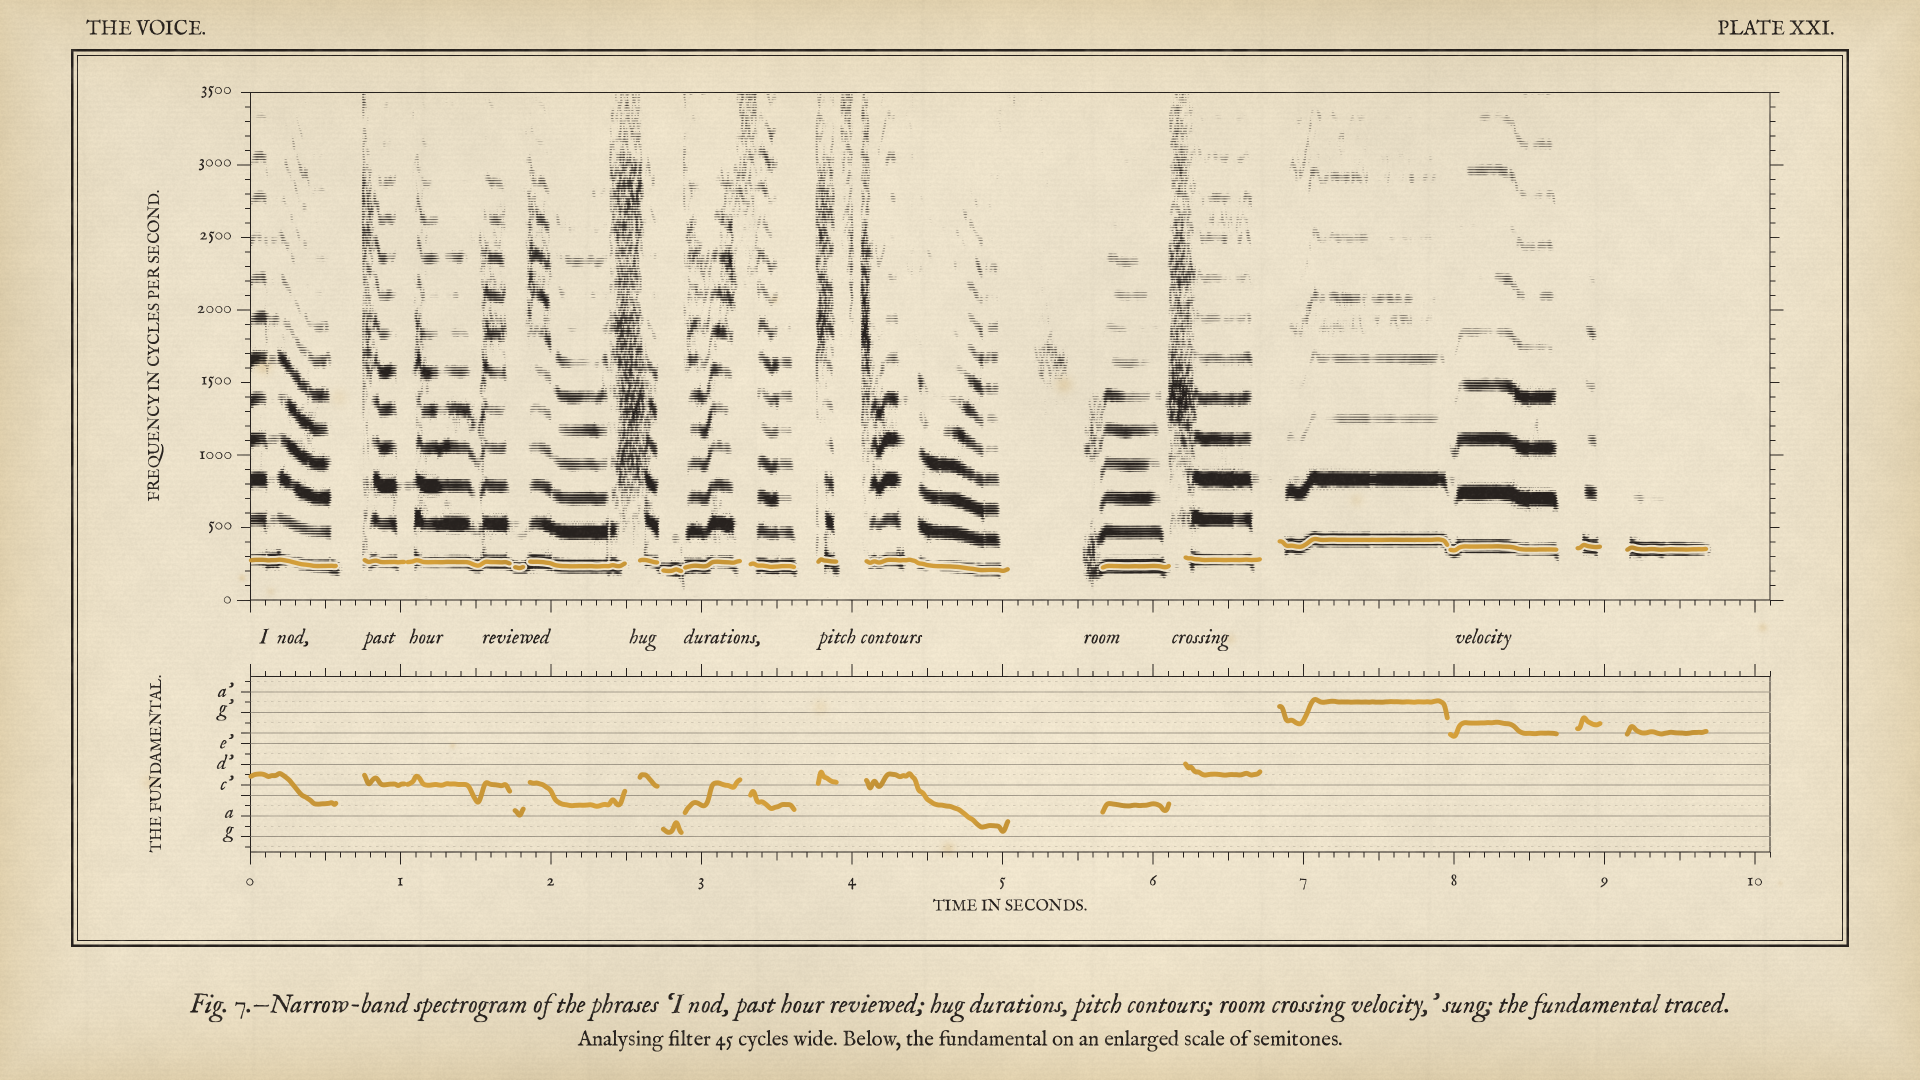 THE VOICE.
PLATE XXI.
FREQUENCY IN CYCLES PER SECOND.
3500
3000
2500
2000
1500
1000
500
0
I nod, past hour reviewed hug durations, pitch contours room crossing velocity
THE FUNDAMENTAL.
a’
g’
e’
d’
c’
a
g
0 1 2 3 4 5 6 7 8 9 10
TIME IN SECONDS.
Fig. 7.—Narrow-band spectrogram of the phrases ‘I nod, past hour reviewed; hug durations, pitch contours; room crossing velocity,’ sung; the fundamental traced.
Analysing filter 45 cycles wide. Below, the fundamental on an enlarged scale of semitones.